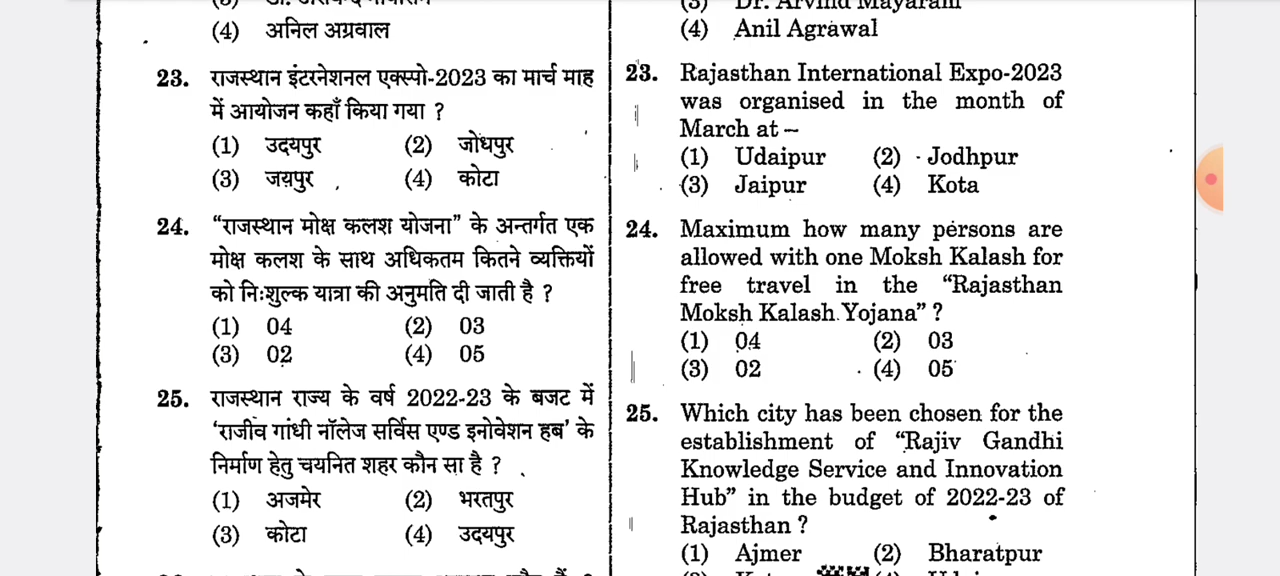 (4) अनिल अग्रवाल
23. राजस्थान इंटरनेशनल एक्स्पो-2023 का मार्च माह
में आयोजन कहाँ किया गया ?
(1) उदयपुर (2) जोधपुर
(3) जयपुर (4) कोटा
24. “राजस्थान मोक्ष कलश योजना” के अन्तर्गत एक
मोक्ष कलश के साथ अधिकतम कितने व्यक्तियों
को निःशुल्क यात्रा की अनुमति दी जाती है ?
(1) 04 (2) 03
(3) 02 (4) 05
25. राजस्थान राज्य के वर्ष 2022-23 के बजट में
‘राजीव गांधी नॉलेज सर्विस एण्ड इनोवेशन हब’ के
निर्माण हेतु चयनित शहर कौन सा है ?
(1) अजमेर (2) भरतपुर
(3) कोटा (4) उदयपुर
(3) Dr. Arvind Mayaram
(4) Anil Agrawal
23. Rajasthan International Expo-2023
was organised in the month of
March at –
(1) Udaipur (2) Jodhpur
(3) Jaipur (4) Kota
24. Maximum how many persons are
allowed with one Moksh Kalash for
free travel in the “Rajasthan
Moksh Kalash Yojana” ?
(1) 04 (2) 03
(3) 02 (4) 05
25. Which city has been chosen for the
establishment of “Rajiv Gandhi
Knowledge Service and Innovation
Hub” in the budget of 2022-23 of
Rajasthan ?
(1) Ajmer (2) Bharatpur